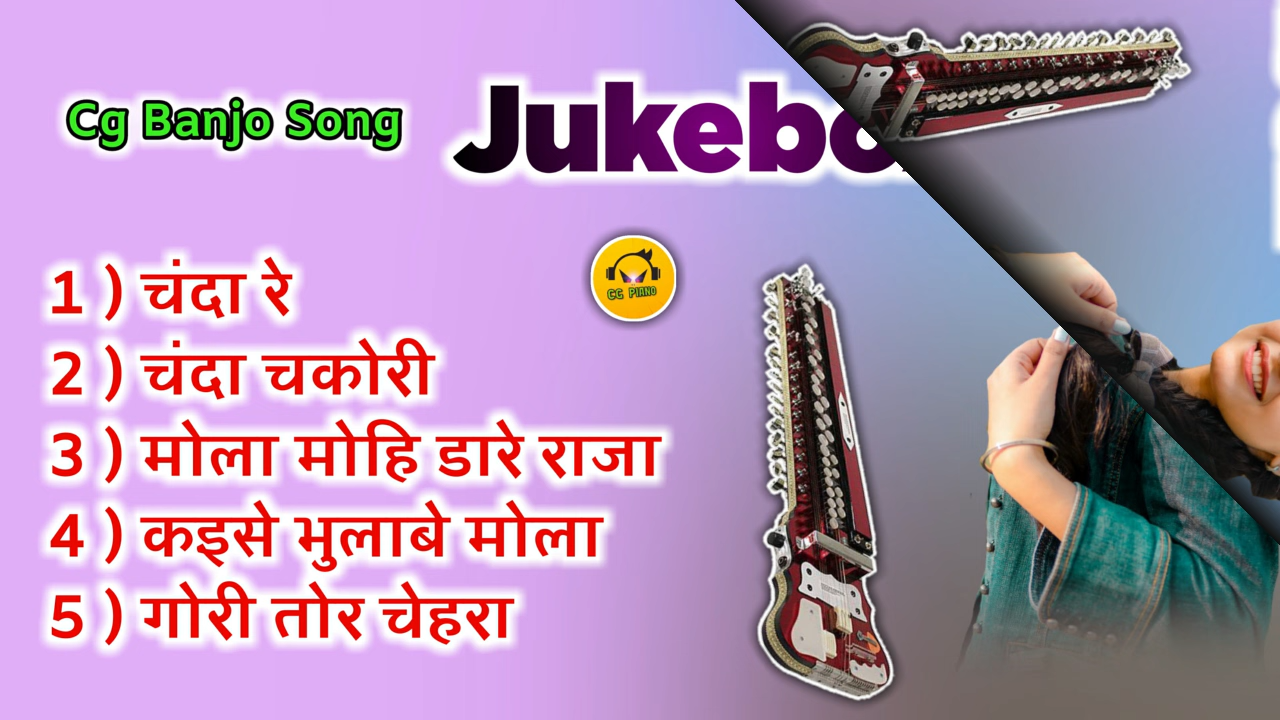 Cg Banjo Song
Jukebo
CG PIANO
1 ) चंदा रे
2 ) चंदा चकोरी
3 ) मोला मोहि डारे राजा
4 ) कइसे भुलाबे मोला
5 ) गोरी तोर चेहरा